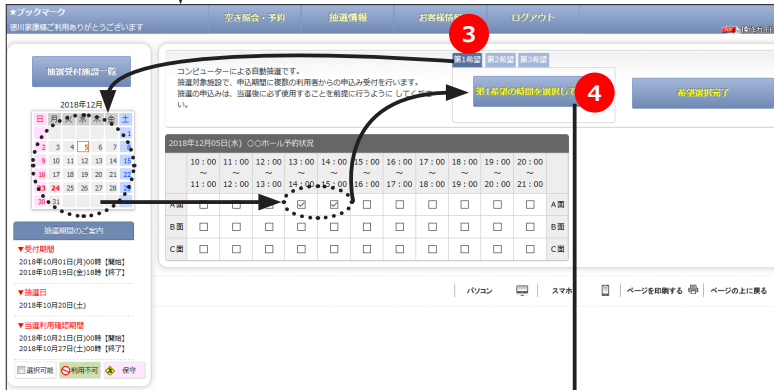 ★ブックマーク
徳川家康様ご利用ありがとうございます
空き照会・予約
抽選情報
お客様情
ログアウト
3
抽選受付施設一覧
2018年12月
日 月 火 水 木 金 土
1
2 3 4 5 6 7
9 10 11 12 13 14 15
16 17 18 19 20 21 22
23 24 25 26 27 28
30 31
抽選期間のご案内
▼受付期間
2018年10月01日(月)00時【開始】
2018年10月19日(金)18時【終了】
▼抽選日
2018年10月20日(土)
▼当選利用確認期間
2018年10月21日(日)00時【開始】
2018年10月27日(土)00時【終了】
選択可能 利用不可 保守
コンピューターによる自動抽選です。
抽選対象施設で、申込期間に複数の利用者からの申込み受付を行います。
抽選の申込みは、当選後に必ず使用することを前提に行うように してくださ
い。
第1希望 第2希望 第3希望
第1希望の時間を選択して
4
希望選択完了
2018年12月05日(水) 〇〇ホール予約状況
10:00 11:00 12:00 13:00 14:00 15:00 16:00 17:00 18:00 19:00 20:00
~ ~ ~ ~ ~ ~ ~ ~ ~ ~ ~
11:00 12:00 13:00 14:00 15:00 16:00 17:00 18:00 19:00 20:00 21:00
A面 ☐ ☐ ☐ ☑ ☑ ☐ ☐ ☐ ☐ ☐ ☐ A面
B面 ☐ ☐ ☐ ☐ ☐ ☐ ☐ ☐ ☐ ☐ ☐ B面
C面 ☐ ☐ ☐ ☐ ☐ ☐ ☐ ☐ ☐ ☐ ☐ C面
パソコン スマホ ページを印刷する ページの上に戻る